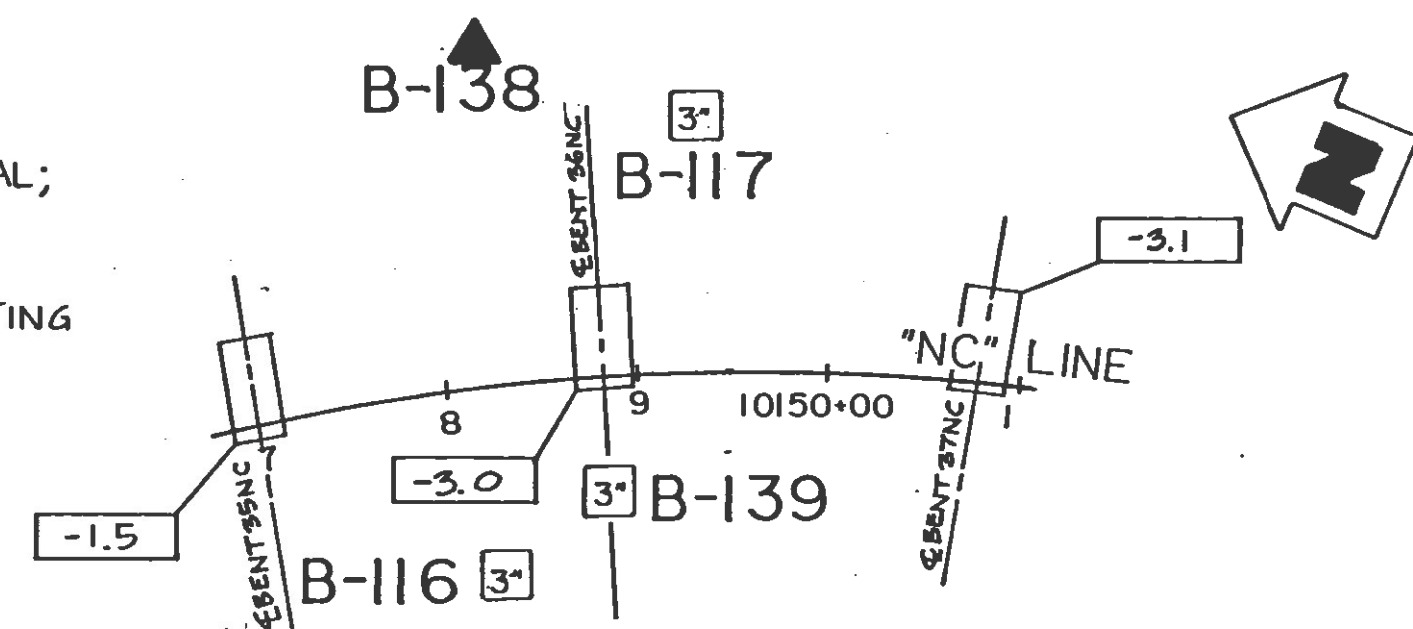 B-138
3"
B-117
N
AL;
℄ BENT 36NC
-3.1
TING
"NC" LINE
8
9
10150+00
-3.0
3"
B-139
℄ BENT 37NC
-1.5
7
℄ BENT 35NC
B-116
3"